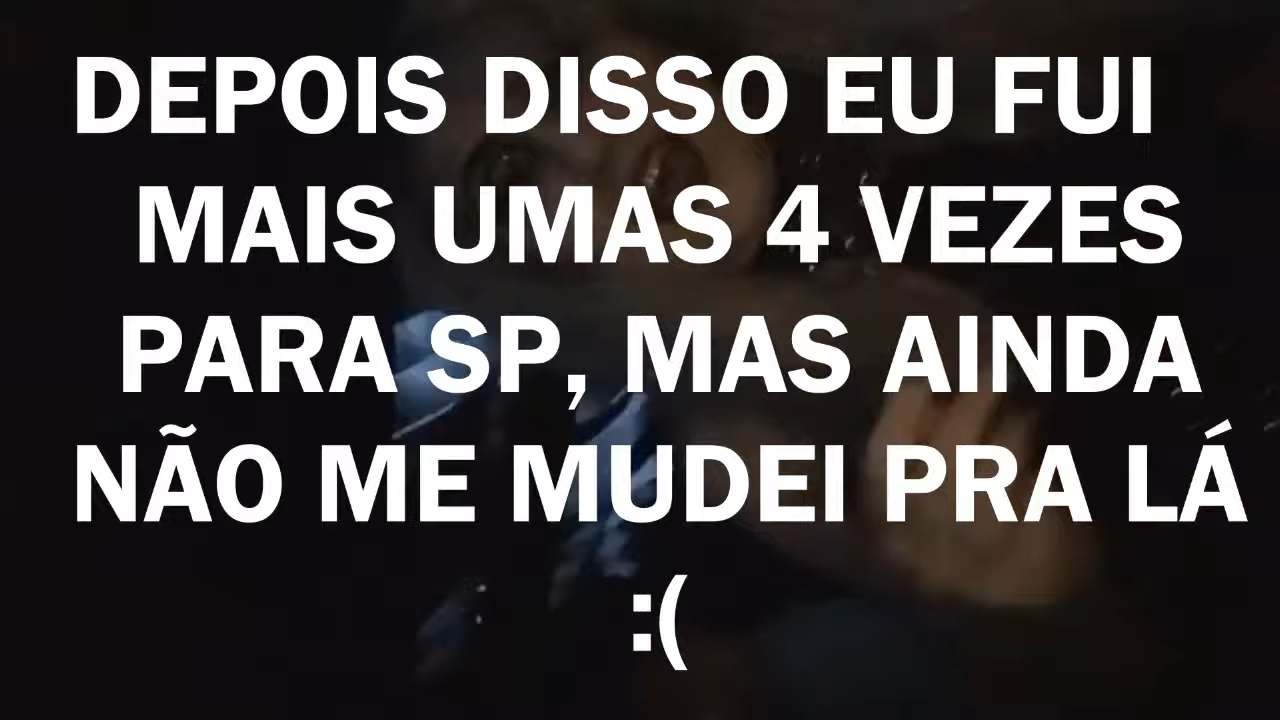 DEPOIS DISSO EU FUI
MAIS UMAS 4 VEZES
PARA SP, MAS AINDA
NÃO ME MUDEI PRA LÁ
:(